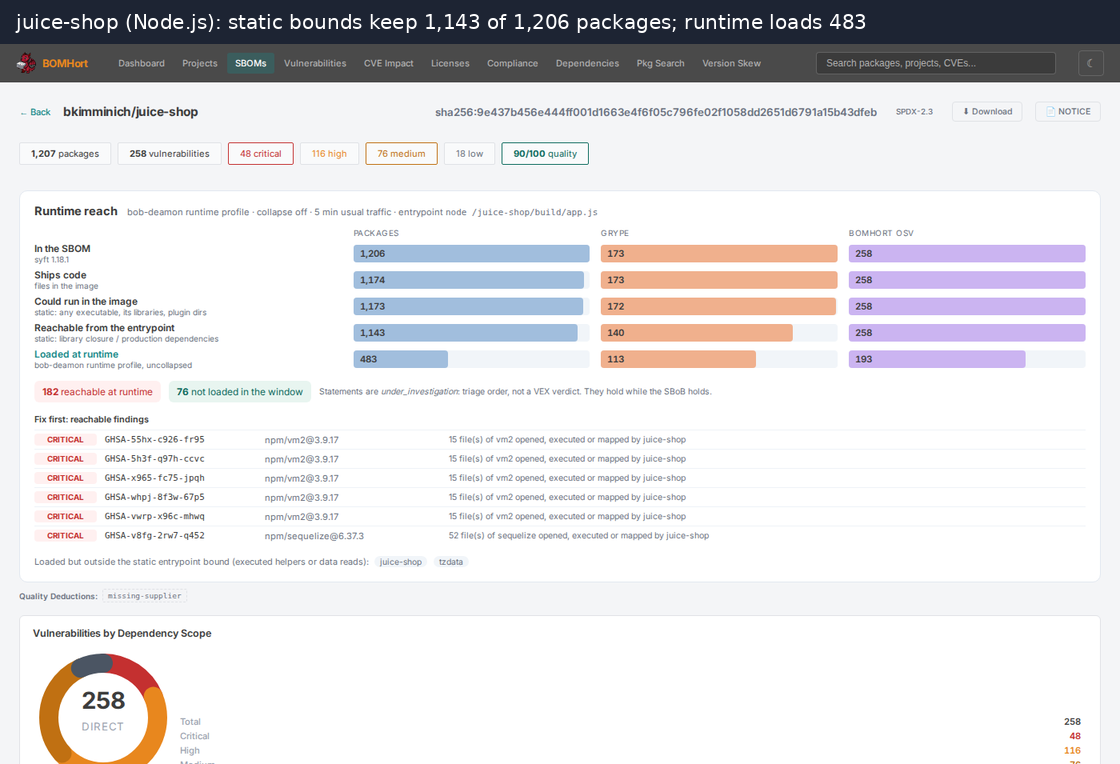 juice-shop (Node.js): static bounds keep 1,143 of 1,206 packages; runtime loads 483
BOMHort Dashboard Projects SBOMs Vulnerabilities CVE Impact Licenses Compliance Dependencies Pkg Search Version Skew Search packages, projects, CVEs...
← Back bkimminich/juice-shop sha256:9e437b456e444ff001d1663e4f6f05c796fe02f1058dd2651d6791a15b43dfeb SPDX-2.3 ⬇ Download 📄 NOTICE
1,207 packages 258 vulnerabilities 48 critical 116 high 76 medium 18 low 90/100 quality
Runtime reach bob-deamon runtime profile · collapse off · 5 min usual traffic · entrypoint node /juice-shop/build/app.js
PACKAGES GRYPE BOMHORT OSV
In the SBOM 1,206 173 258
syft 1.18.1
Ships code 1,174 173 258
files in the image
Could run in the image 1,173 172 258
static: any executable, its libraries, plugin dirs
Reachable from the entrypoint 1,143 140 258
static: library closure / production dependencies
Loaded at runtime 483 113 193
bob-deamon runtime profile, uncollapsed
182 reachable at runtime 76 not loaded in the window Statements are under_investigation: triage order, not a VEX verdict. They hold while the SBoB holds.
Fix first: reachable findings
CRITICAL GHSA-55hx-c926-fr95 npm/vm2@3.9.17 15 file(s) of vm2 opened, executed or mapped by juice-shop
CRITICAL GHSA-5h3f-q97h-ccvc npm/vm2@3.9.17 15 file(s) of vm2 opened, executed or mapped by juice-shop
CRITICAL GHSA-x965-fc75-jpqh npm/vm2@3.9.17 15 file(s) of vm2 opened, executed or mapped by juice-shop
CRITICAL GHSA-whpj-8f3w-67p5 npm/vm2@3.9.17 15 file(s) of vm2 opened, executed or mapped by juice-shop
CRITICAL GHSA-vwrp-x96c-mhwq npm/vm2@3.9.17 15 file(s) of vm2 opened, executed or mapped by juice-shop
CRITICAL GHSA-v8fg-2rw7-q452 npm/sequelize@6.37.3 52 file(s) of sequelize opened, executed or mapped by juice-shop
Loaded but outside the static entrypoint bound (executed helpers or data reads): juice-shop tzdata
Quality Deductions: missing-supplier
Vulnerabilities by Dependency Scope
258
DIRECT
Total 258
Critical 48
High 116
Medium 76